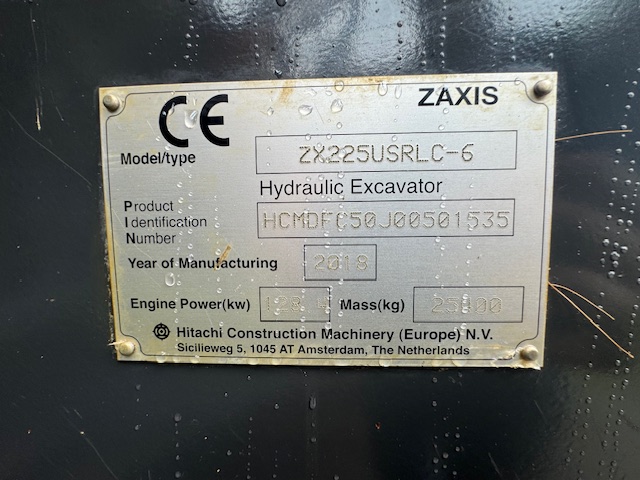 CE ZAXIS
Model/type ZX225USRLC-6
Hydraulic Excavator
Product
Identification HCMDFC50J00501535
Number
Year of Manufacturing 2018
Engine Power(kw) Mass(kg)
Hitachi Construction Machinery (Europe) N.V.
Sicilieweg 5, 1045 AT Amsterdam, The Netherlands